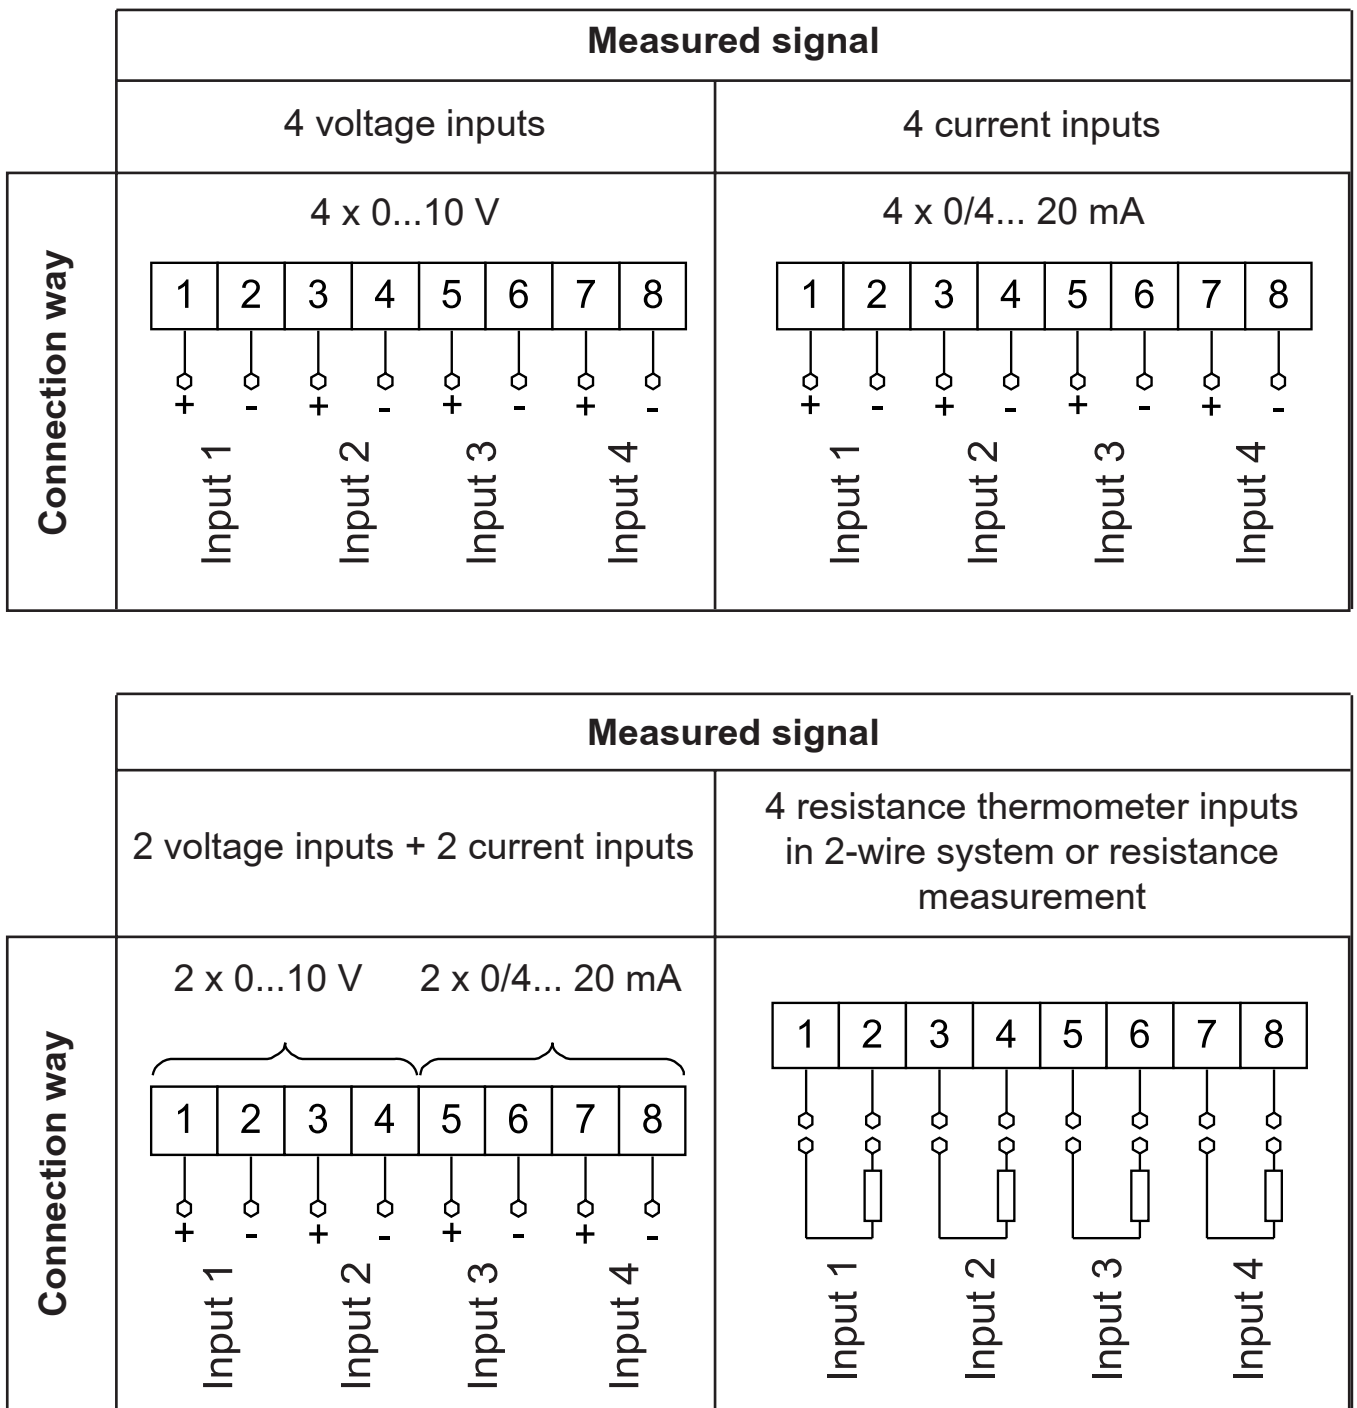 Measured signal
4 voltage inputs
4 current inputs
Connection way
4 x 0...10 V
1 2 3 4 5 6 7 8
+ - + - + - + -
Input 1 Input 2 Input 3 Input 4
4 x 0/4... 20 mA
1 2 3 4 5 6 7 8
+ - + - + - + -
Input 1 Input 2 Input 3 Input 4
Measured signal
2 voltage inputs + 2 current inputs
4 resistance thermometer inputs
in 2-wire system or resistance
measurement
Connection way
2 x 0...10 V 2 x 0/4... 20 mA
1 2 3 4 5 6 7 8
+ - + - + - + -
Input 1 Input 2 Input 3 Input 4
1 2 3 4 5 6 7 8
Input 1 Input 2 Input 3 Input 4